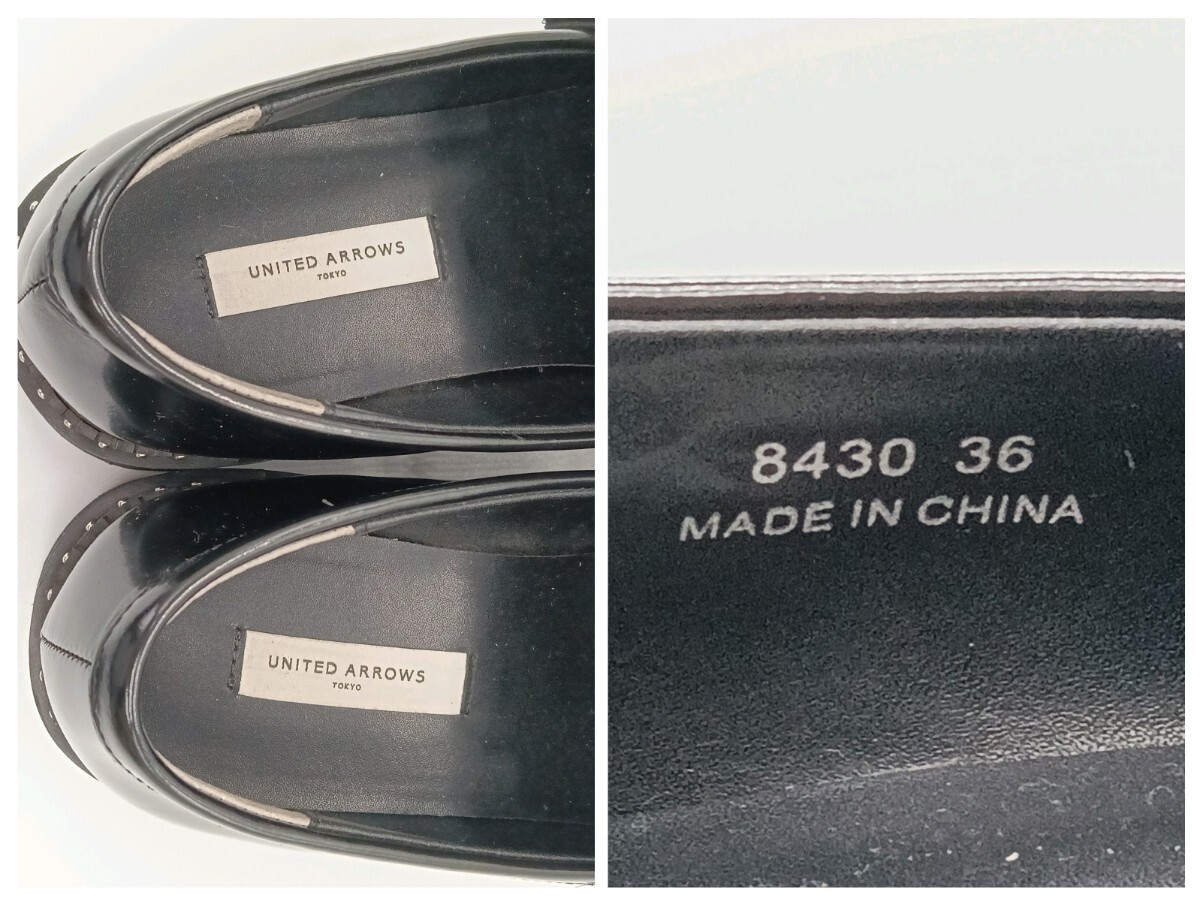 UNITED ARROWS
TOKYO
UNITED ARROWS
TOKYO
8430 36
MADE IN CHINA